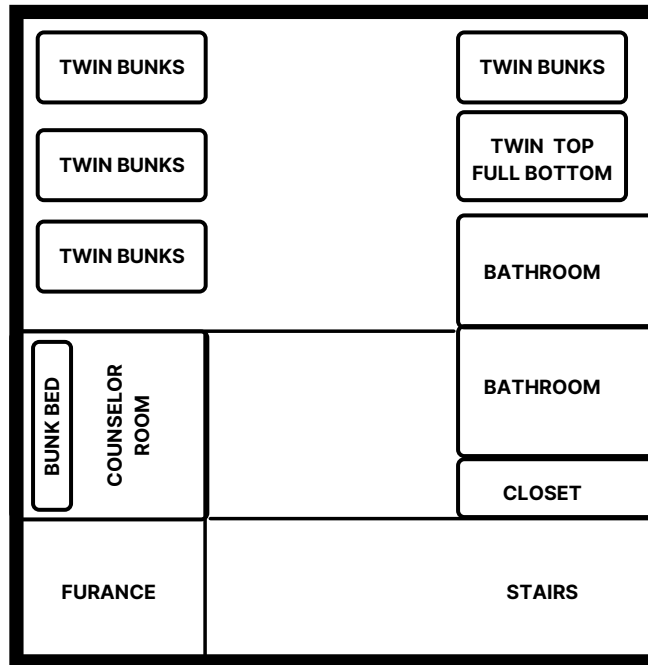 TWIN BUNKS
TWIN BUNKS
TWIN TOP
FULL BOTTOM
TWIN BUNKS
TWIN BUNKS
BATHROOM
BUNK BED
COUNSELOR
ROOM
BATHROOM
CLOSET
FURANCE
STAIRS